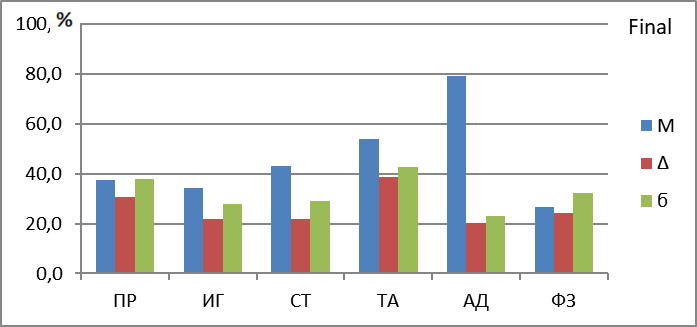 100, %
Final
80,0
60,0
40,0
20,0
0,0
ПР ИГ СТ ТА АД ФЗ
М
Δ
б